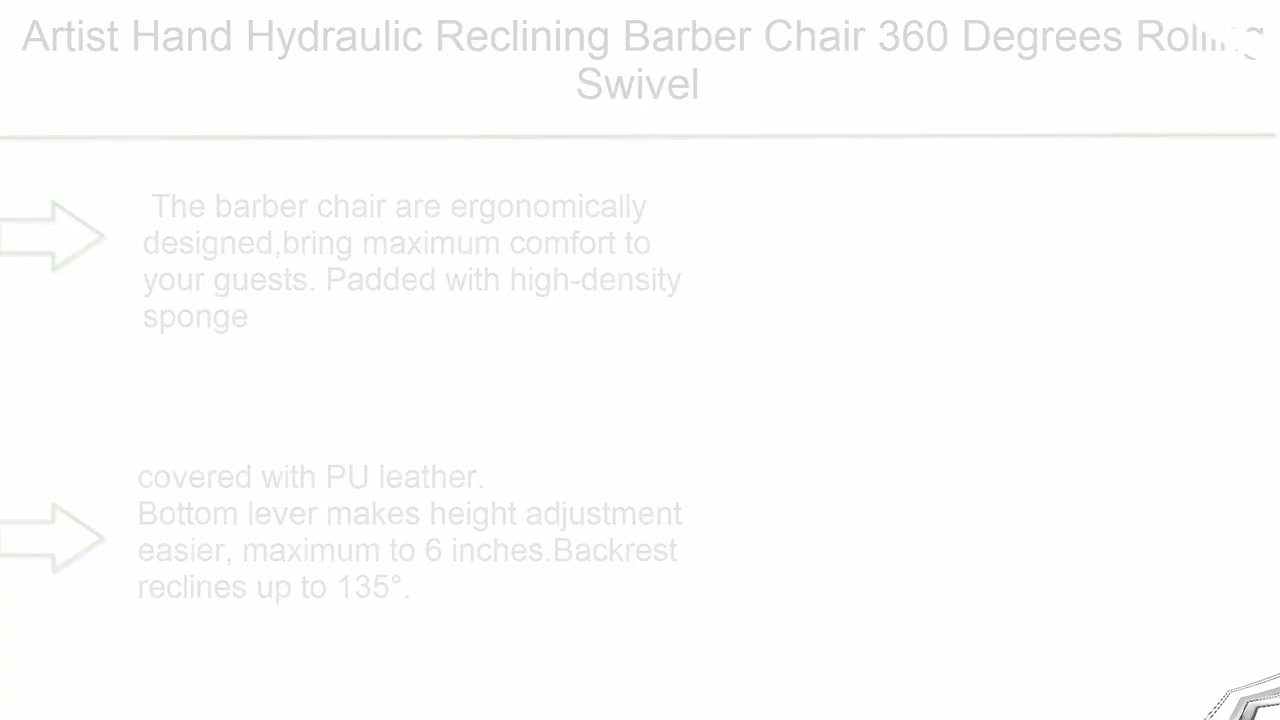 Artist Hand Hydraulic Reclining Barber Chair 360 Degrees Rolling
Swivel
The barber chair are ergonomically
designed,bring maximum comfort to
your guests. Padded with high-density
sponge
covered with PU leather.
Bottom lever makes height adjustment
easier, maximum to 6 inches.Backrest
reclines up to 135°.